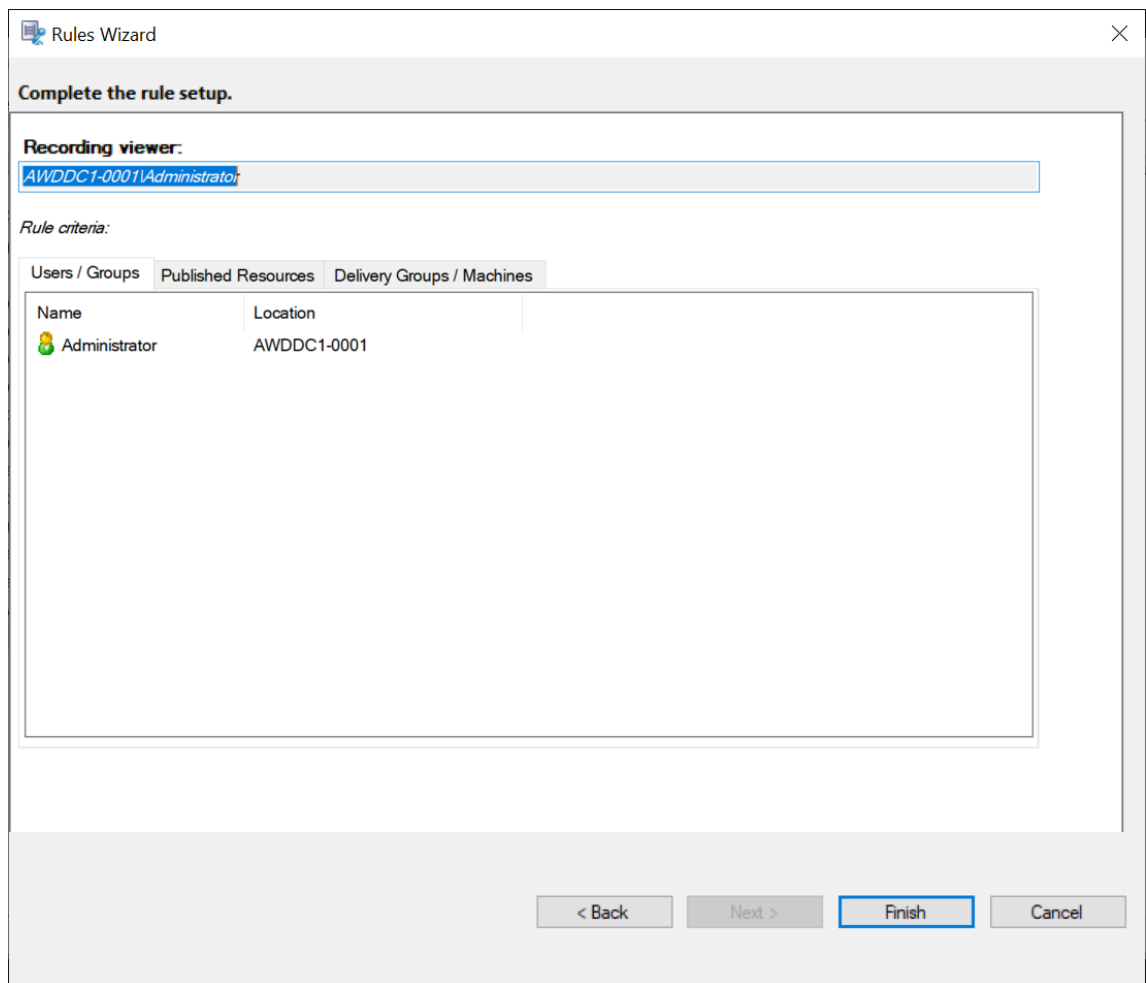 Rules Wizard
Complete the rule setup.
Recording viewer:
AWDDC1-0001\Administrator
Rule criteria:
Users / Groups Published Resources Delivery Groups / Machines
Name Location
Administrator AWDDC1-0001
< Back Next > Finish Cancel